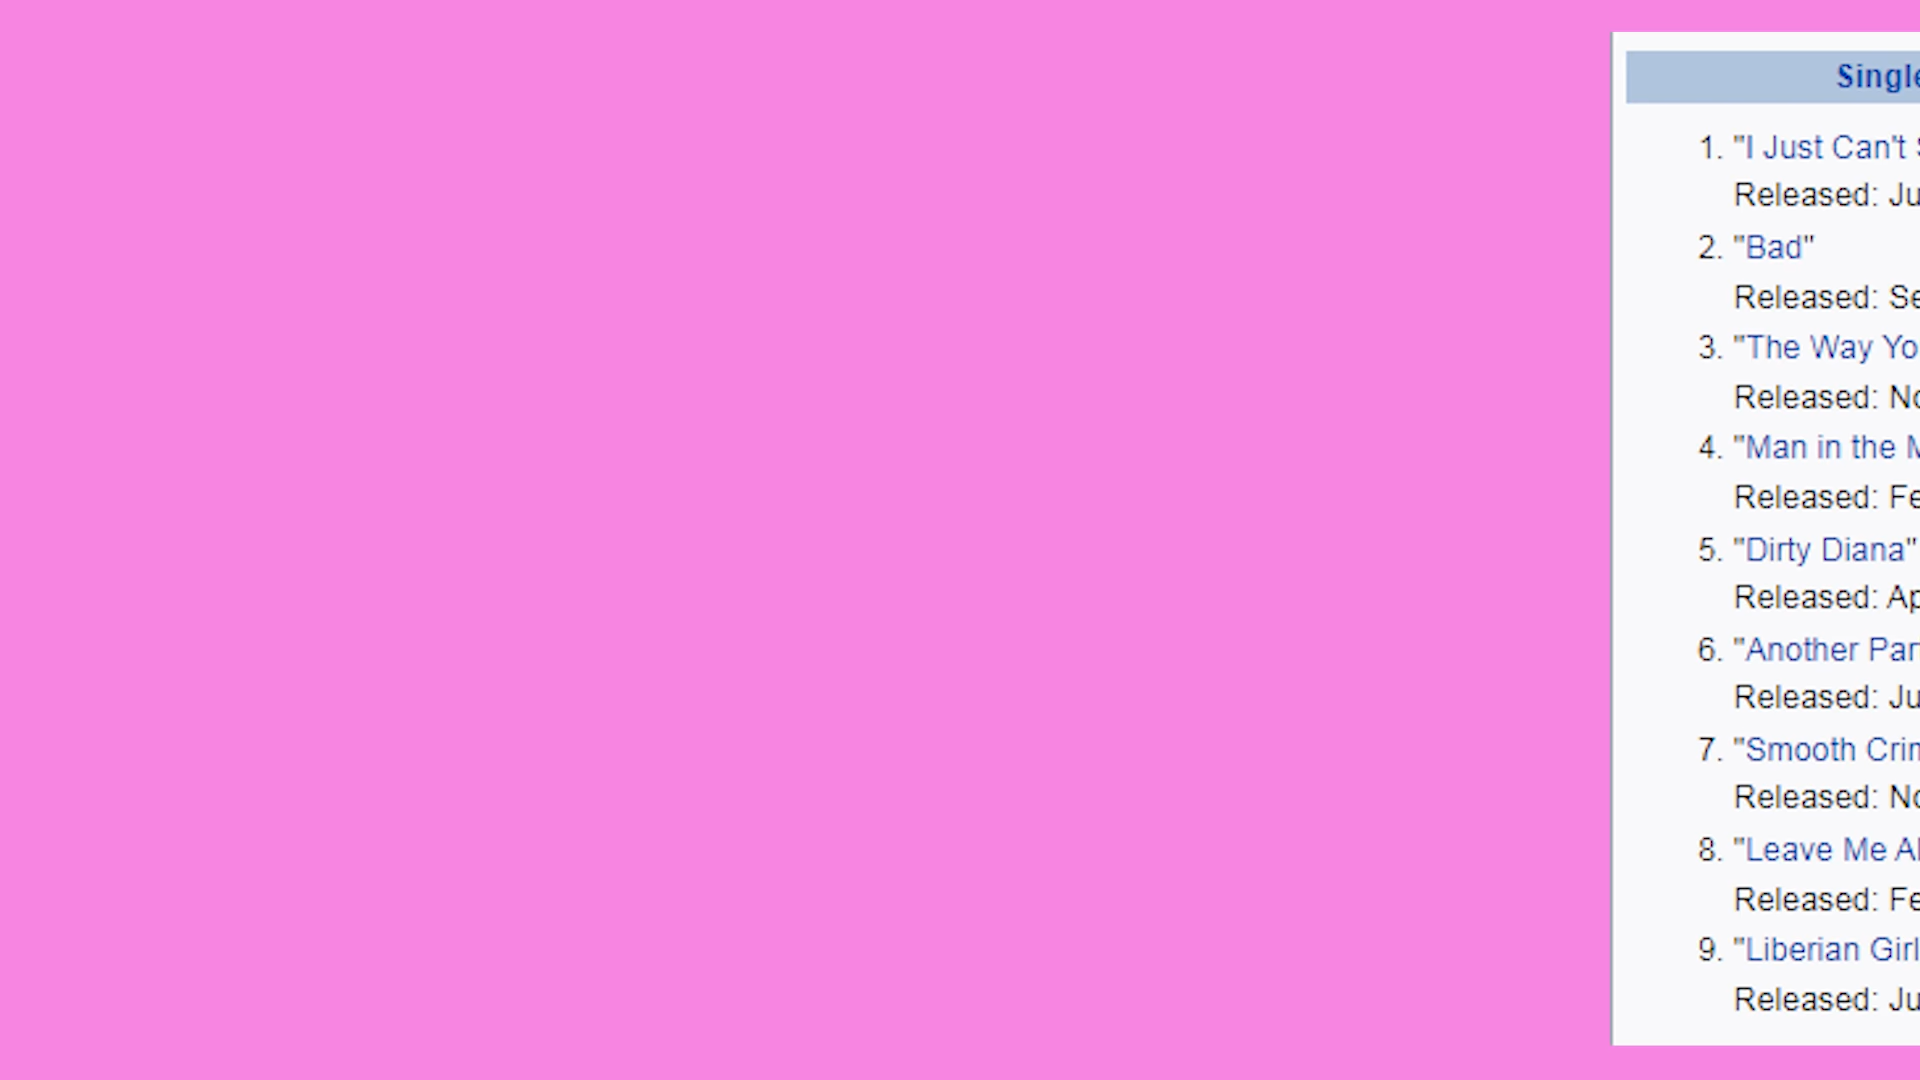 Single
1. "I Just Can't
Released: Ju
2. "Bad"
Released: Se
3. "The Way Yo
Released: No
4. "Man in the M
Released: Fe
5. "Dirty Diana"
Released: Ap
6. "Another Par
Released: Ju
7. "Smooth Crim
Released: No
8. "Leave Me Al
Released: Fe
9. "Liberian Girl
Released: Ju